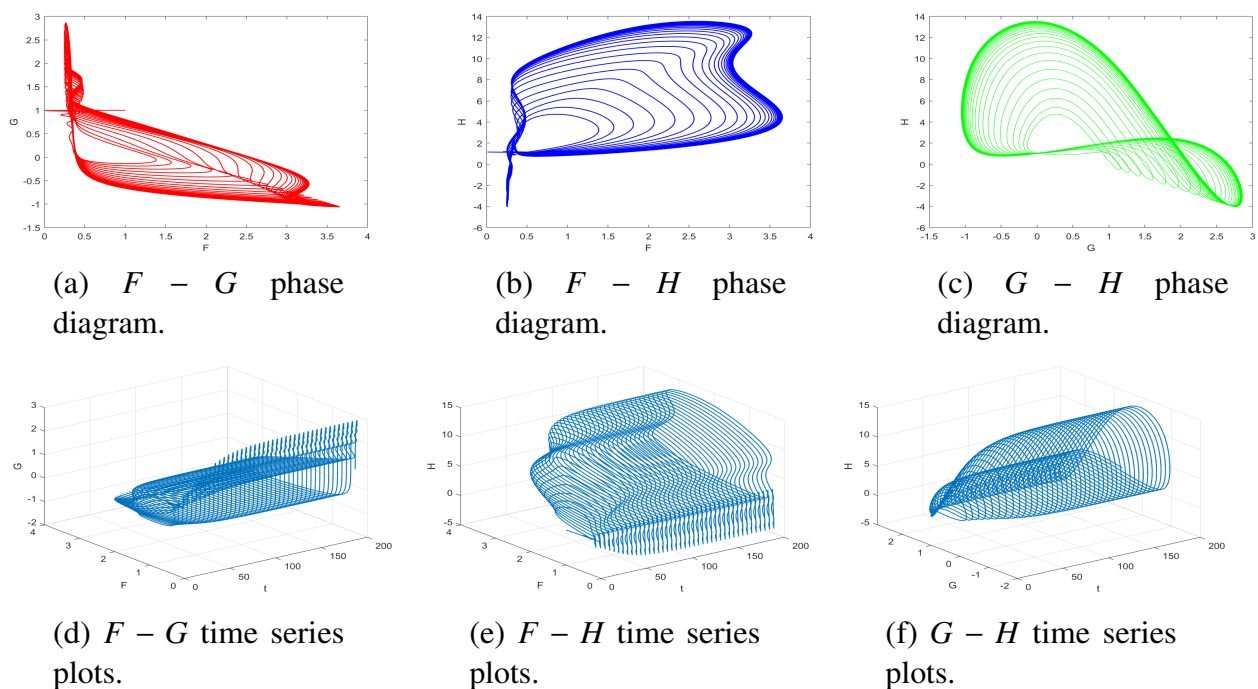 3
2.5
2
1.5
1
0.5
0
-0.5
-1
-1.5
G
0 0.5 1 1.5 2 2.5 3 3.5 4
F
14
12
10
8
6
4
2
0
-2
-4
-6
H
0 0.5 1 1.5 2 2.5 3 3.5 4
F
14
12
10
8
6
4
2
0
-2
-4
-6
H
-1.5 -1 -0.5 0 0.5 1 1.5 2 2.5 3
G
(a) F – G phase
diagram.
(b) F – H phase
diagram.
(c) G – H phase
diagram.
3
2
1
0
-1
-2
G
4
3
2
1
0
F
0
50
100
150
200
t
15
10
5
0
-5
H
4
3
2
1
0
F
0
50
100
150
200
t
15
10
5
0
-5
H
2
1
0
-1
-2
G
0
50
100
150
200
t
(d) F – G time series
plots.
(e) F – H time series
plots.
(f) G – H time series
plots.